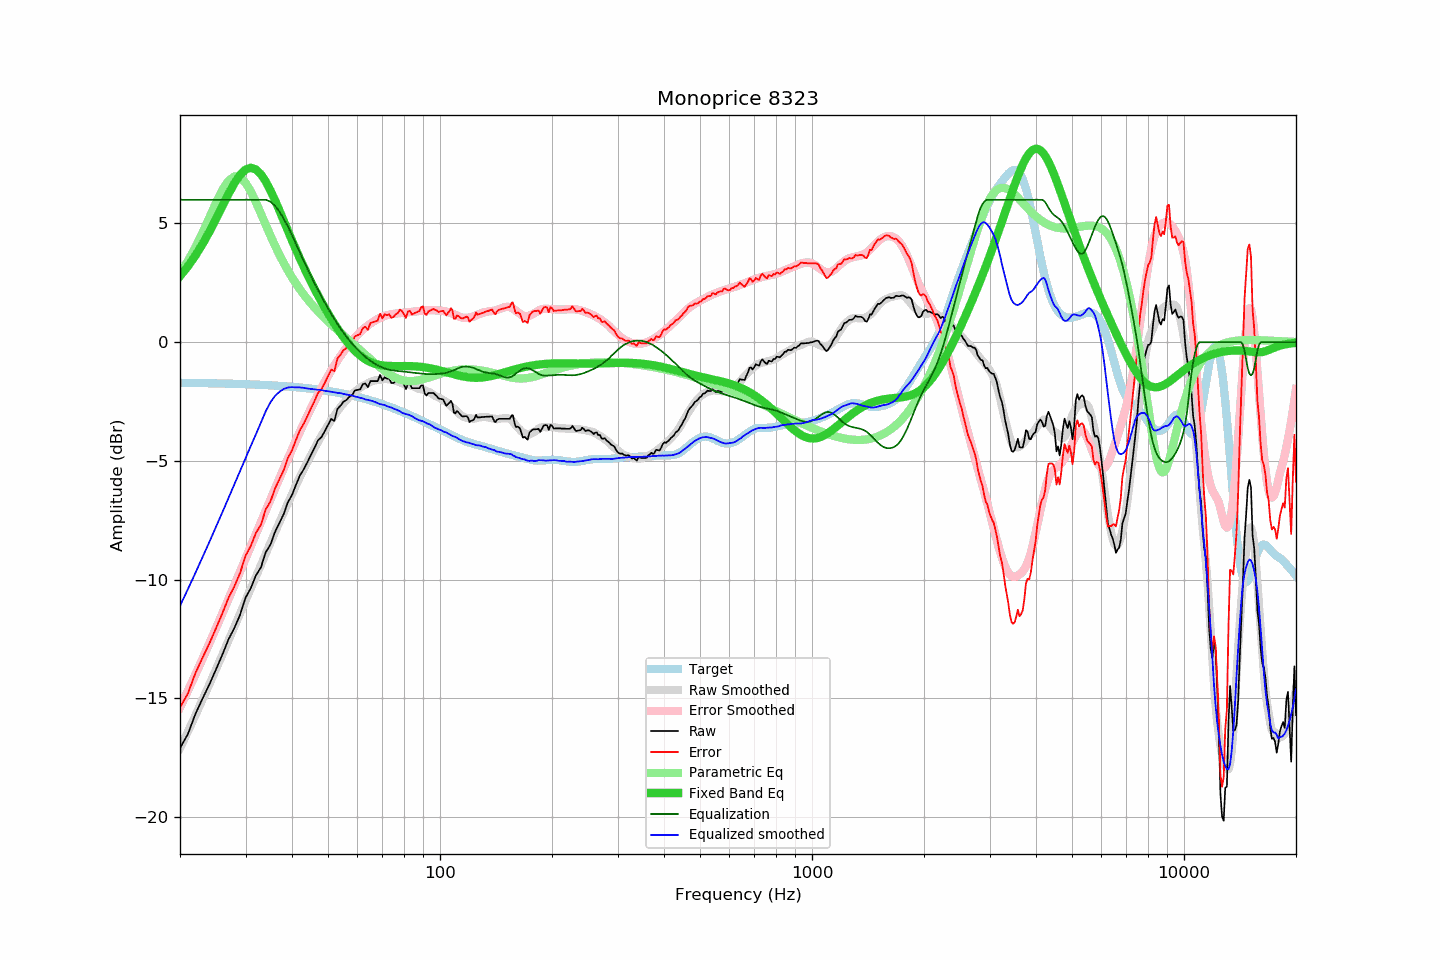 Monoprice 8323
Amplitude (dBr)
5
0
−5
−10
−15
−20
Target
Raw Smoothed
Error Smoothed
Raw
Error
Parametric Eq
Fixed Band Eq
Equalization
Equalized smoothed
100
1000
10000
Frequency (Hz)